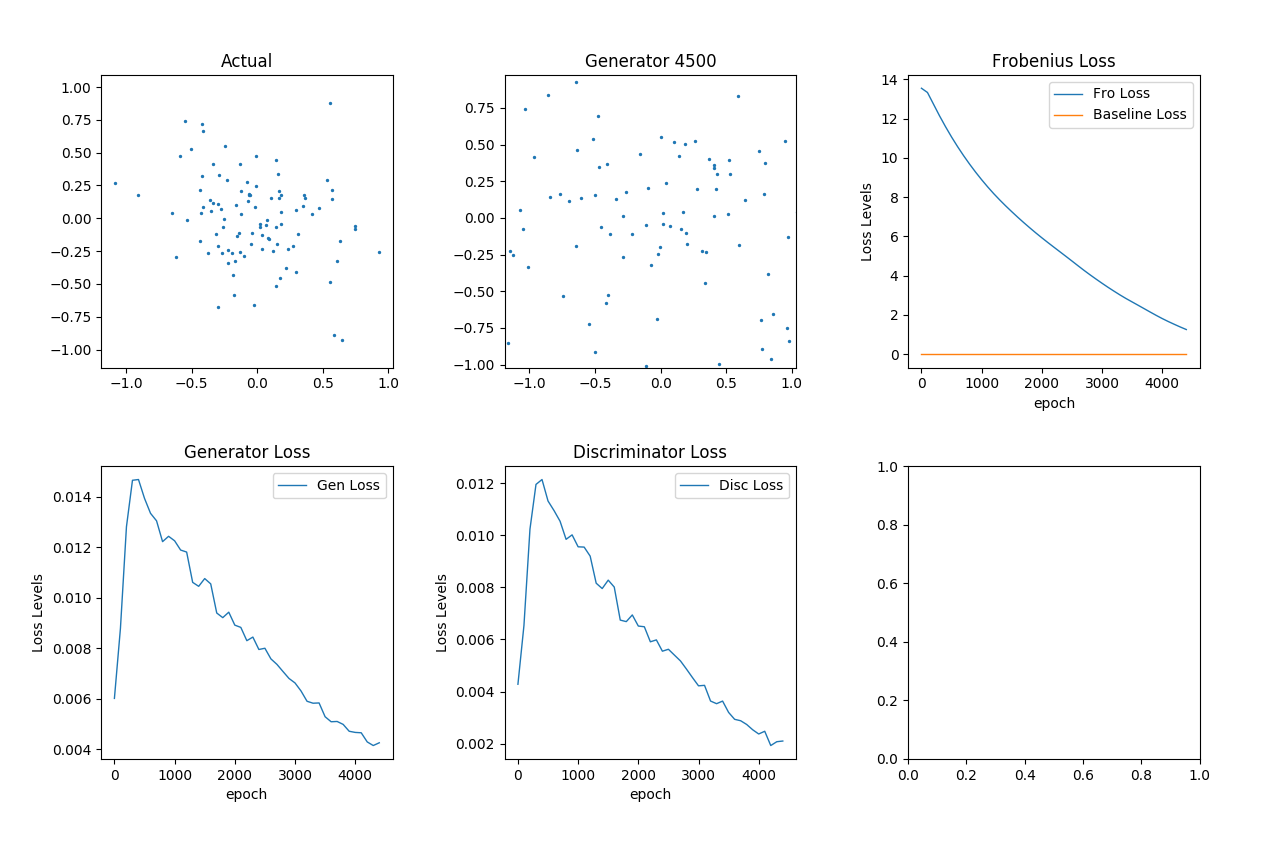 Actual
1.00
0.75
0.50
0.25
0.00
−0.25
−0.50
−0.75
−1.00
−1.0 −0.5 0.0 0.5 1.0
Generator 4500
0.75
0.50
0.25
0.00
−0.25
−0.50
−0.75
−1.00
−1.0 −0.5 0.0 0.5 1.0
Frobenius Loss
Fro Loss
Baseline Loss
Loss Levels
14
12
10
8
6
4
2
0
0 1000 2000 3000 4000
epoch
Generator Loss
Gen Loss
Loss Levels
0.014
0.012
0.010
0.008
0.006
0.004
0 1000 2000 3000 4000
epoch
Discriminator Loss
Disc Loss
Loss Levels
0.012
0.010
0.008
0.006
0.004
0.002
0 1000 2000 3000 4000
epoch
1.0
0.8
0.6
0.4
0.2
0.0
0.0 0.2 0.4 0.6 0.8 1.0